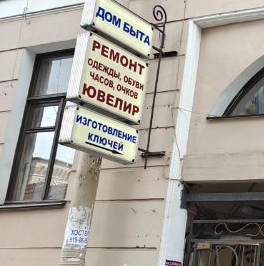 ДОМ БЫТА
РЕМОНТ
ОДЕЖДЫ, ОБУВИ
ЧАСОВ, ОЧКОВ
ЮВЕЛИР
ИЗГОТОВЛЕНИЕ
КЛЮЧЕЙ
ХОСТЕЛ